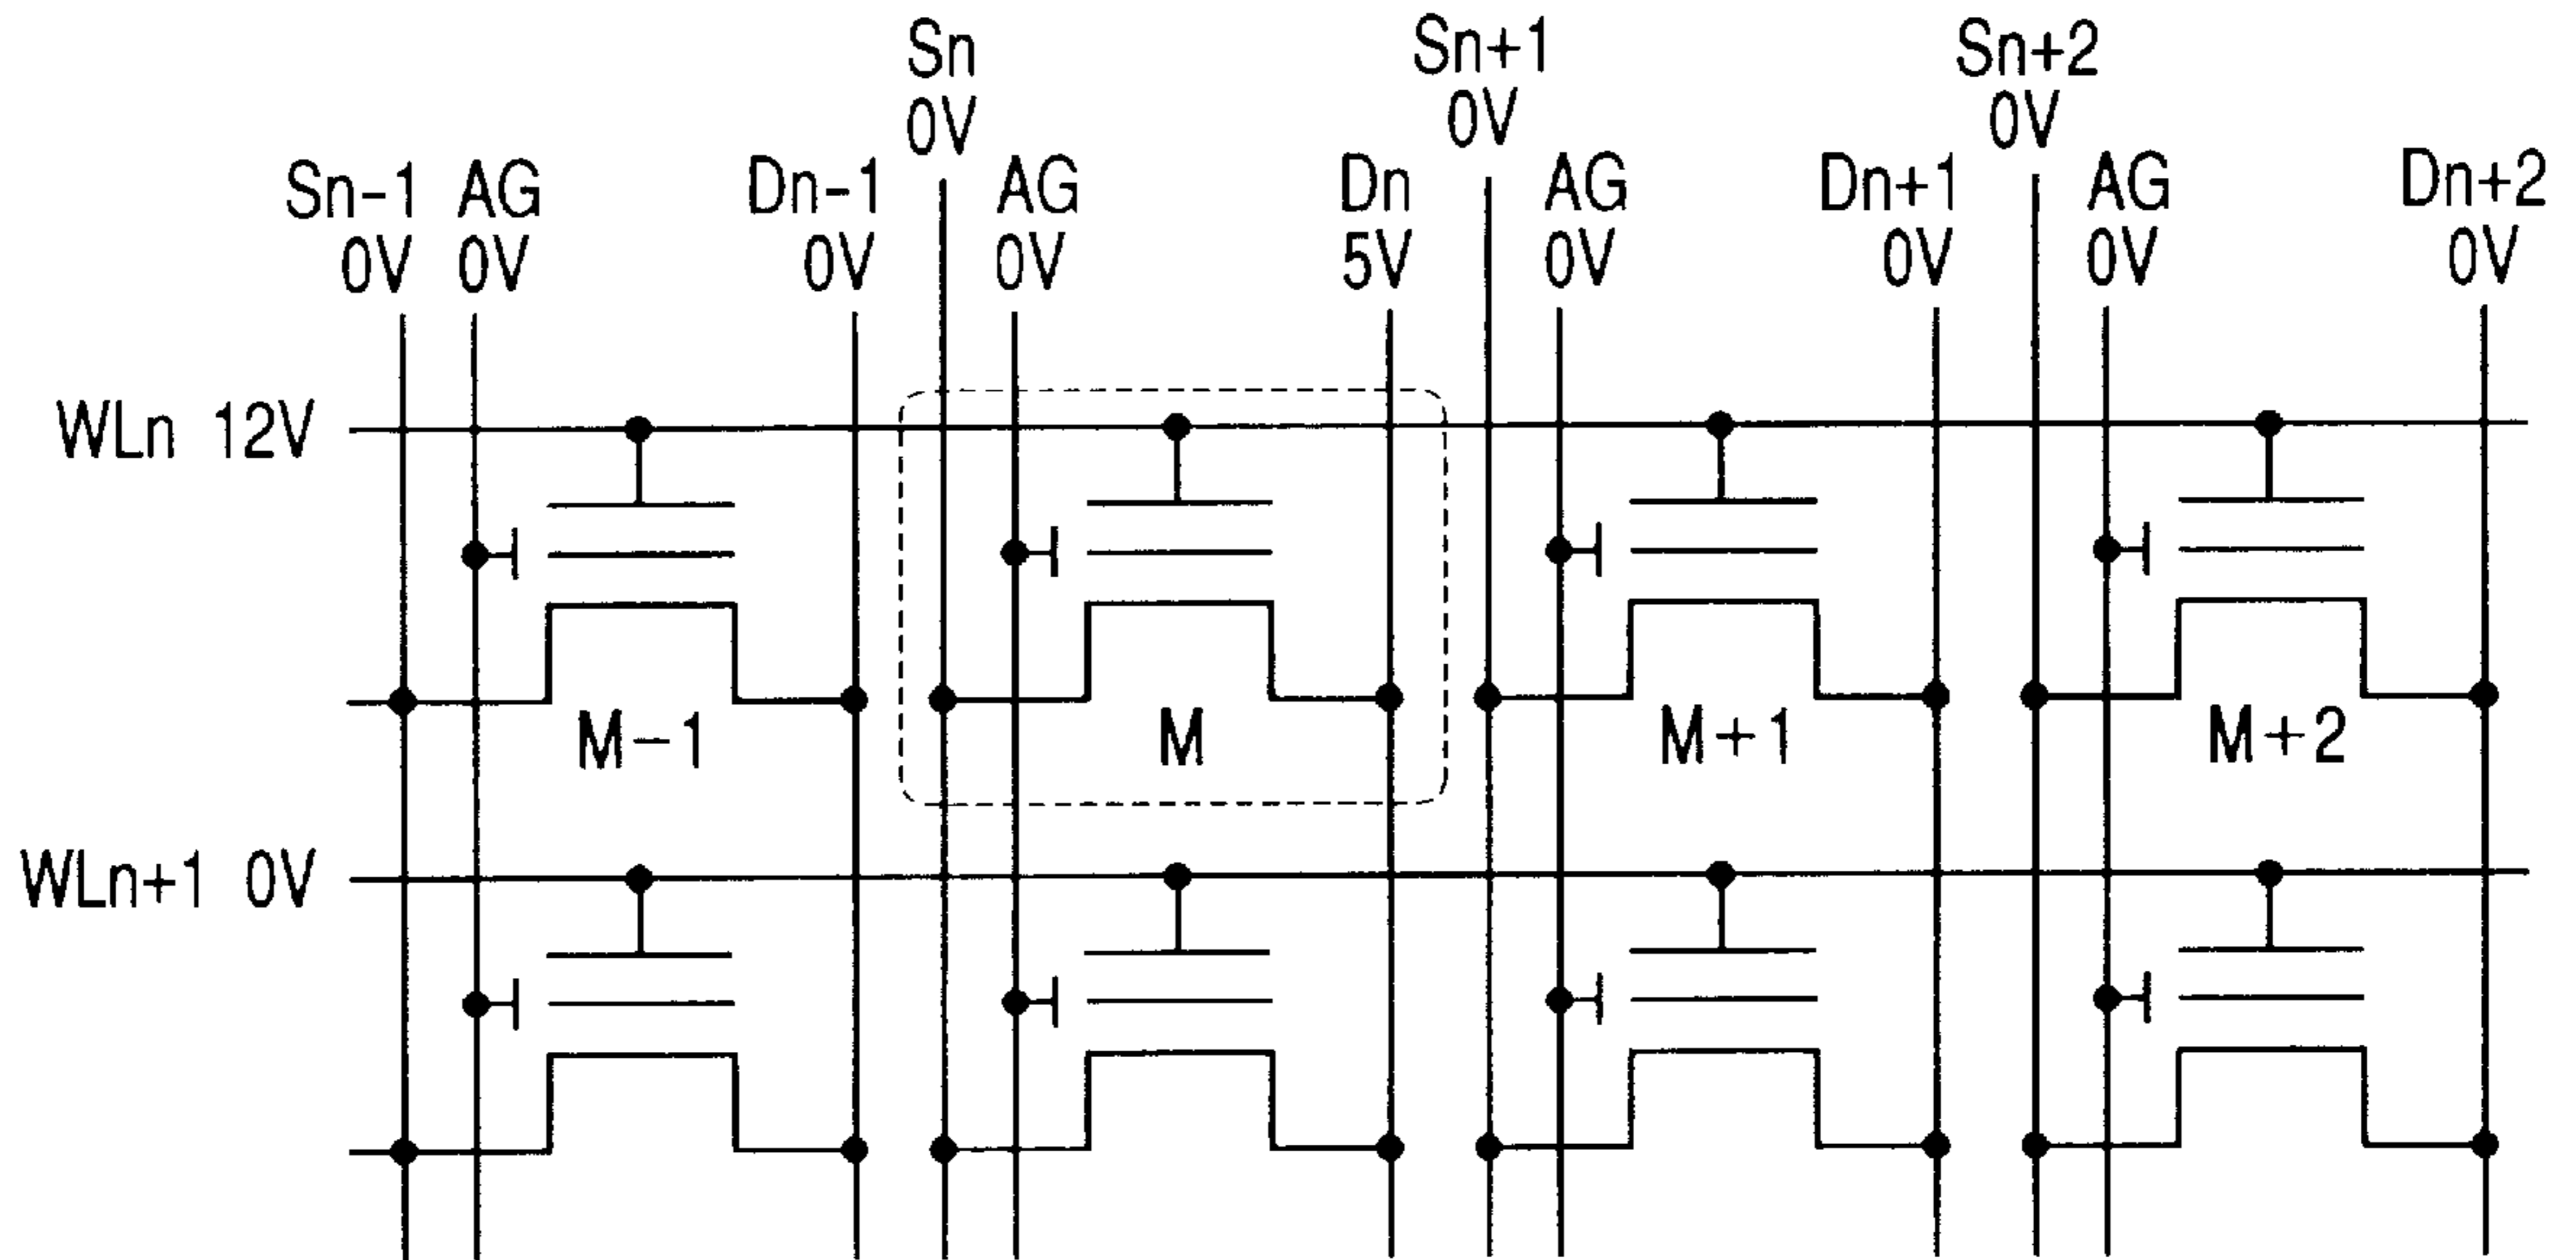 Sn Sn+1 Sn+2
0V 0V 0V
Sn-1 AG Dn-1 AG Dn AG Dn+1 AG Dn+2
0V 0V 0V 0V 5V 0V 0V 0V 0V
WLn 12V
M-1 M M+1 M+2
WLn+1 0V